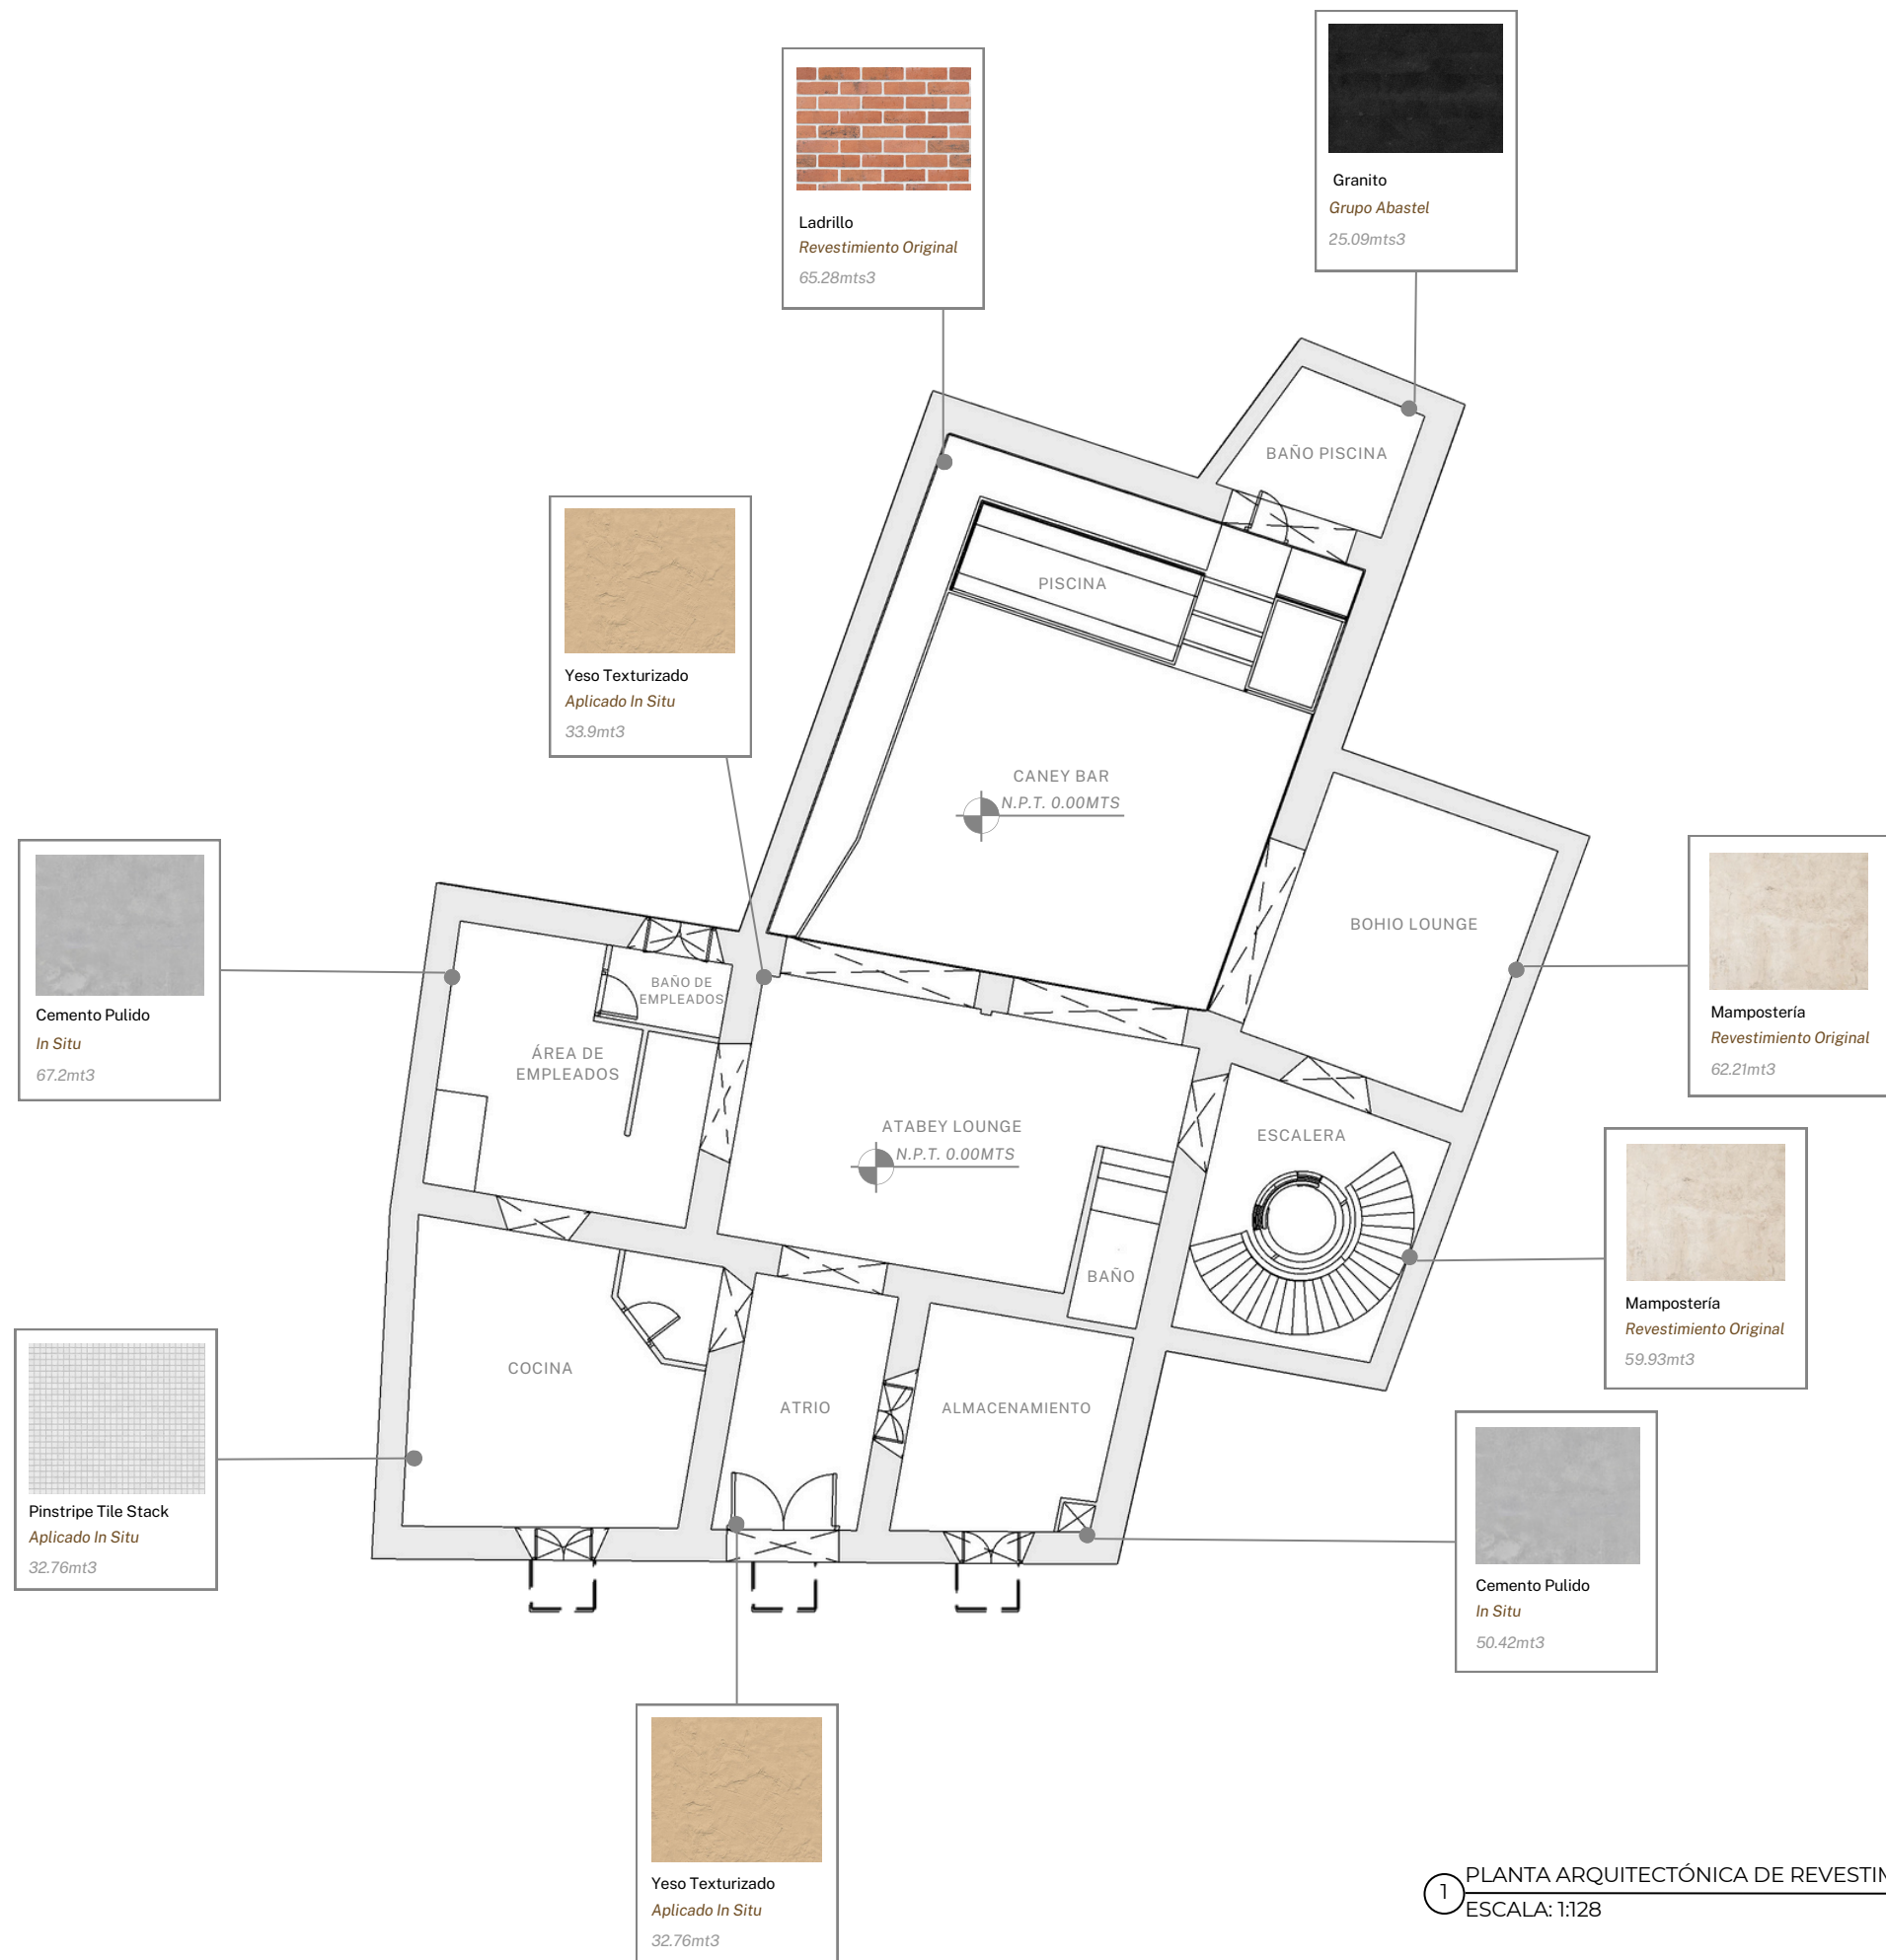 Granito
Grupo Abastel
25.09mts3
Ladrillo
Revestimiento Original
65.28mts3
BAÑO PISCINA
PISCINA
Yeso Texturizado
Aplicado In Situ
33.9mt3
CANEY BAR
N.P.T. 0.00MTS
BOHIO LOUNGE
Cemento Pulido
In Situ
67.2mt3
Mampostería
Revestimiento Original
62.21mt3
BAÑO DE
EMPLEADOS
ÁREA DE
EMPLEADOS
ATABEY LOUNGE
N.P.T. 0.00MTS
ESCALERA
BAÑO
Mampostería
Revestimiento Original
59.93mt3
COCINA
ATRIO
ALMACENAMIENTO
Pinstripe Tile Stack
Aplicado In Situ
32.76mt3
Cemento Pulido
In Situ
50.42mt3
Yeso Texturizado
Aplicado In Situ
32.76mt3
1
PLANTA ARQUITECTÓNICA DE
ESCALA: 1:128